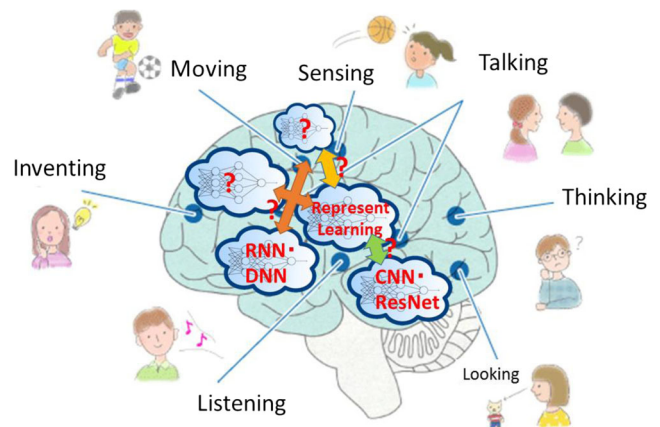 Moving
Sensing
Talking
Inventing
Thinking
?
?
?
?
Represent
Learning
?
RNN・
DNN
CNN・
ResNet
?
Looking
Listening